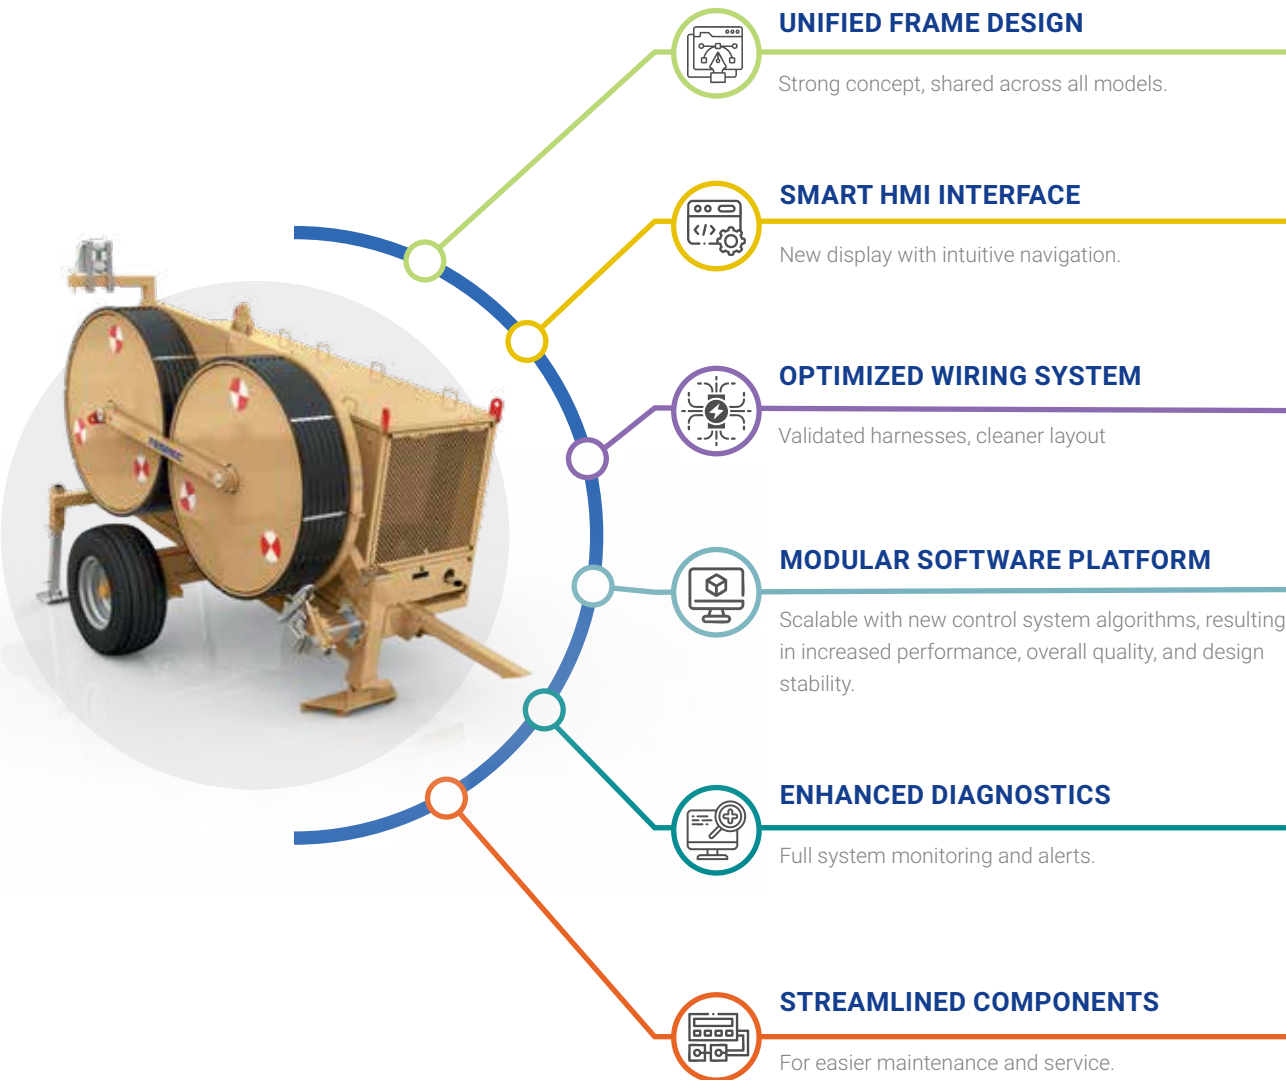 UNIFIED FRAME DESIGN
Strong concept, shared across all models.
SMART HMI INTERFACE
New display with intuitive navigation.
OPTIMIZED WIRING SYSTEM
Validated harnesses, cleaner layout
TESMEC
MODULAR SOFTWARE PLATFORM
Scalable with new control system algorithms, resulting
in increased performance, overall quality, and design
stability.
ENHANCED DIAGNOSTICS
Full system monitoring and alerts.
STREAMLINED COMPONENTS
For easier maintenance and service.